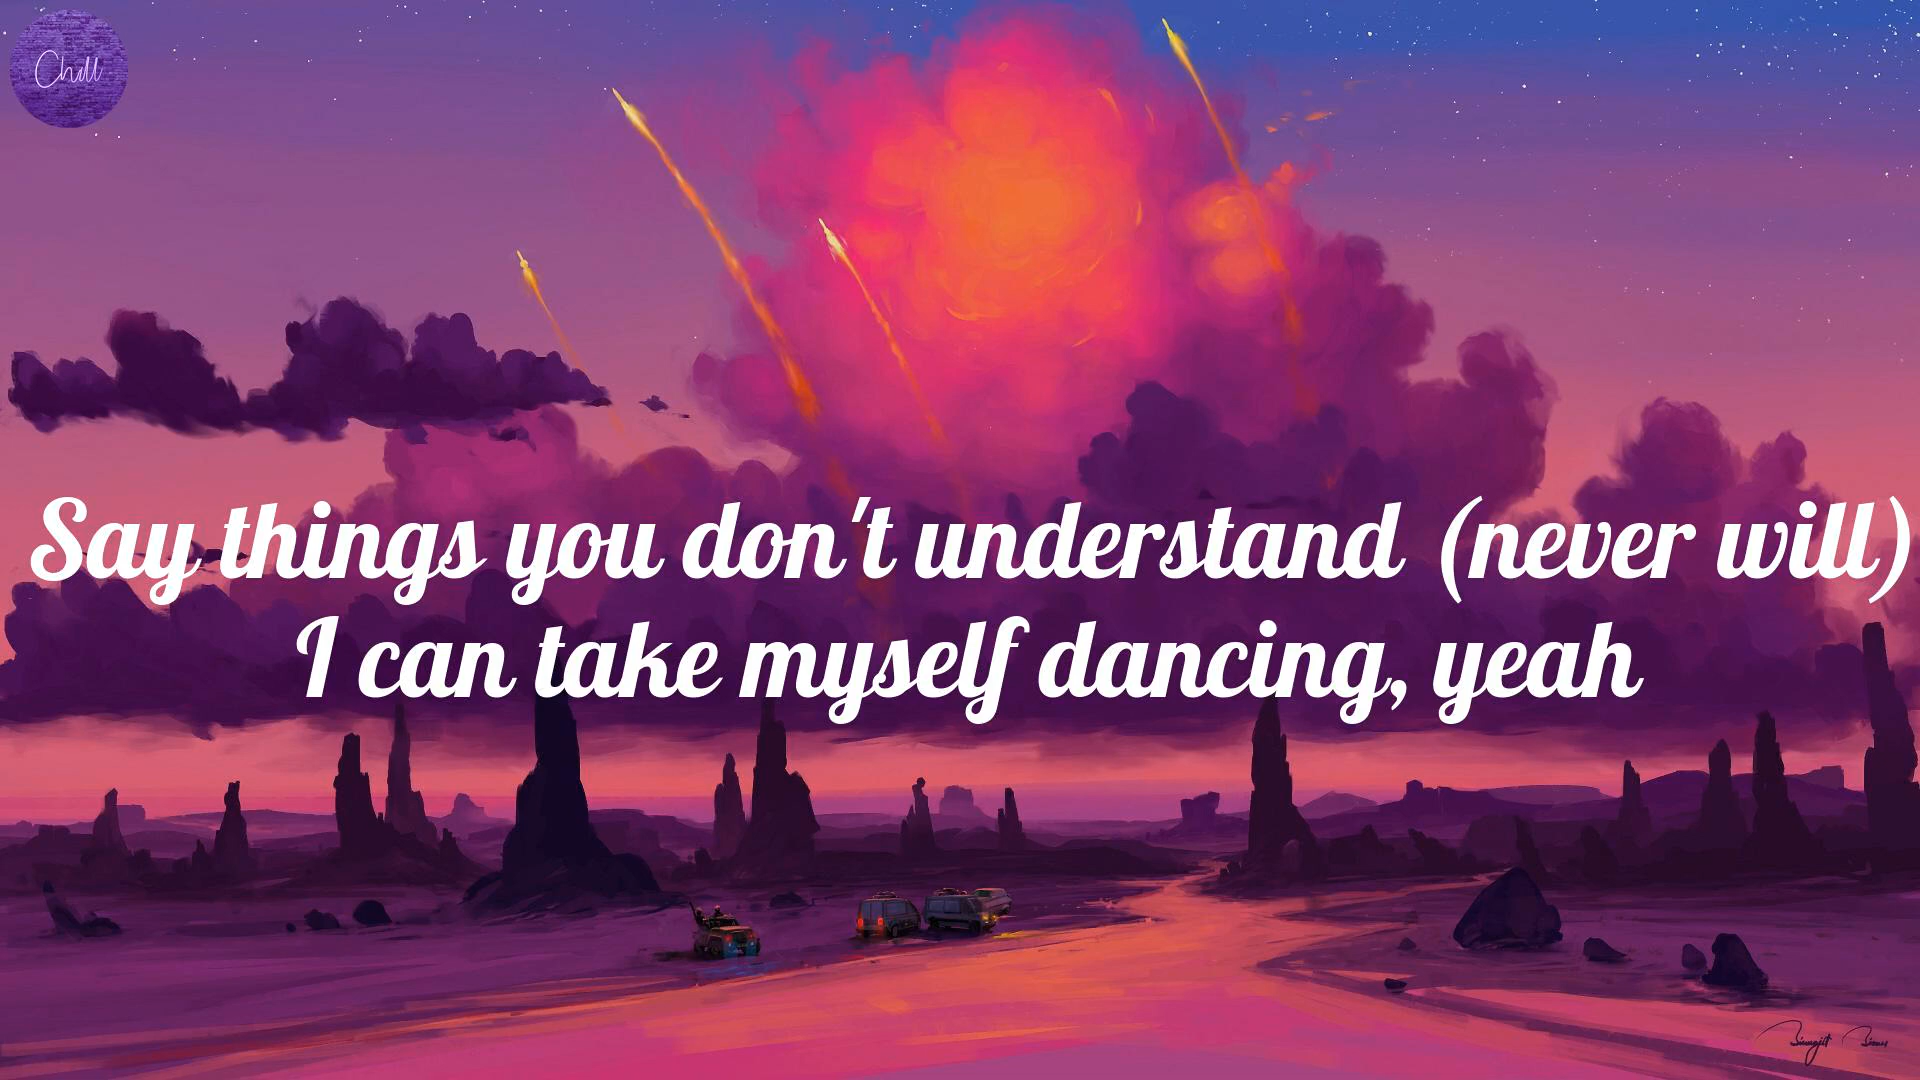 Chill
Say things you don't understand (never will)
I can take myself dancing, yeah